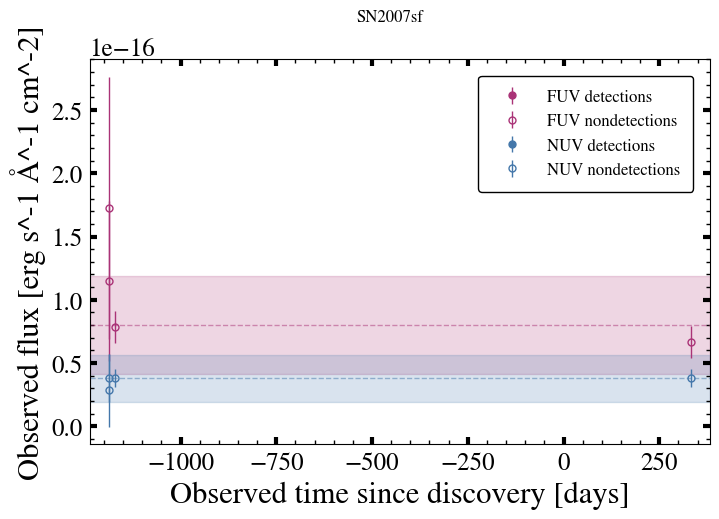 SN2007sf
1e−16
Observed flux [erg s^-1 Å^-1 cm^-2]
2.5
2.0
1.5
1.0
0.5
0.0
FUV detections
FUV nondetections
NUV detections
NUV nondetections
−1000
−750
−500
−250
0
250
Observed time since discovery [days]